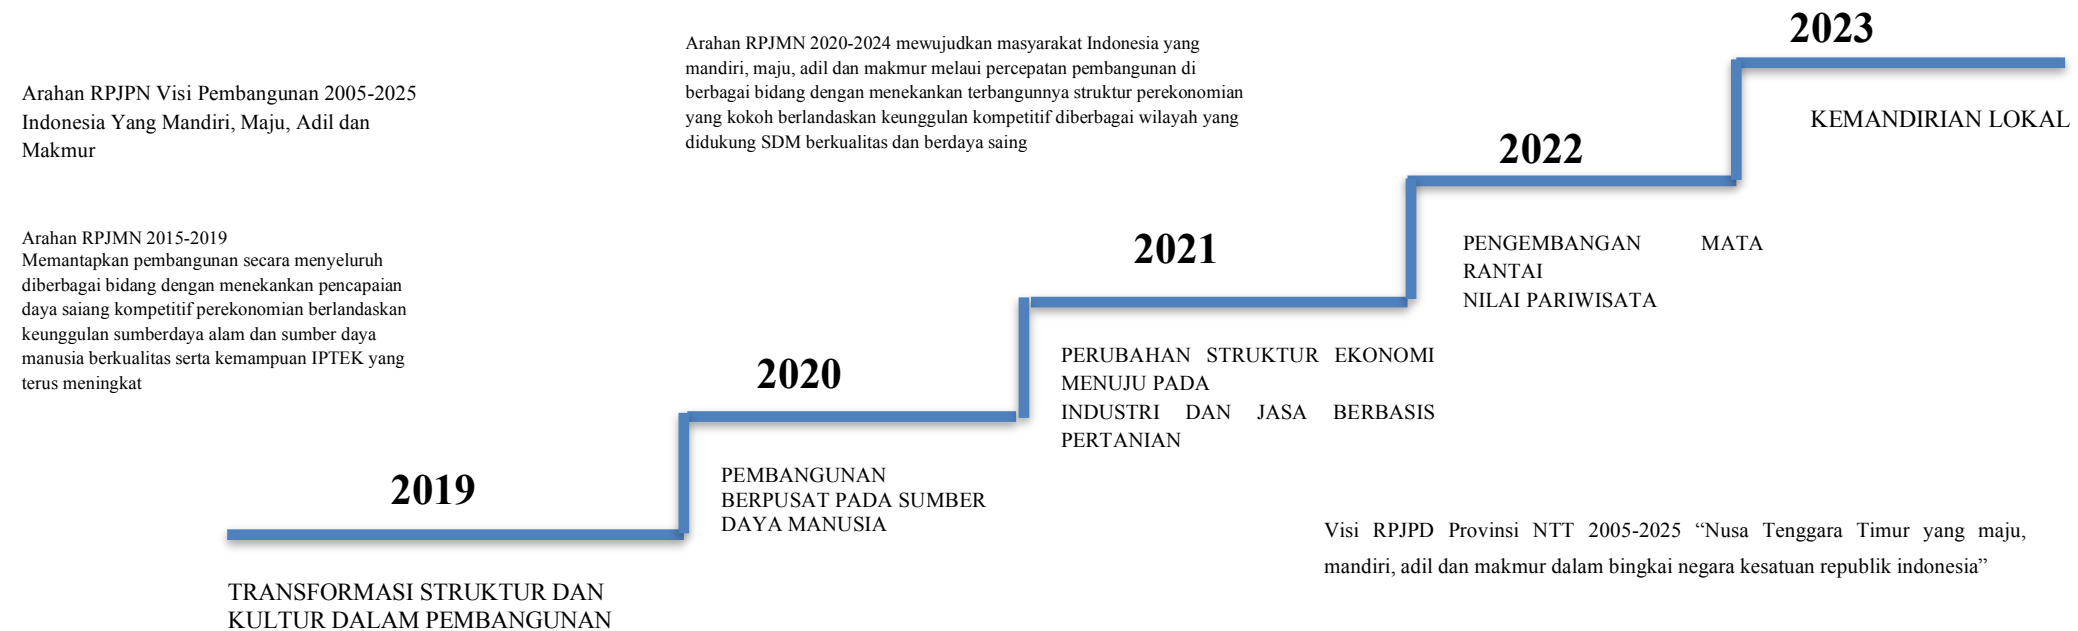 Arahan RPJPN Visi Pembangunan 2005-2025
Indonesia Yang Mandiri, Maju, Adil dan
Makmur
Arahan RPJMN 2015-2019
Memantapkan pembangunan secara menyeluruh
diberbagai bidang dengan menekankan pencapaian
daya saiang kompetitif perekonomian berlandaskan
keunggulan sumberdaya alam dan sumber daya
manusia berkualitas serta kemampuan IPTEK yang
terus meningkat
Arahan RPJMN 2020-2024 mewujudkan masyarakat Indonesia yang
mandiri, maju, adil dan makmur melaui percepatan pembangunan di
berbagai bidang dengan menekankan terbangunnya struktur perekonomian
yang kokoh berlandaskan keunggulan kompetitif diberbagai wilayah yang
didukung SDM berkualitas dan berdaya saing
2019
TRANSFORMASI STRUKTUR DAN
KULTUR DALAM PEMBANGUNAN
2020
PEMBANGUNAN
BERPUSAT PADA SUMBER
DAYA MANUSIA
2021
PERUBAHAN STRUKTUR EKONOMI
MENUJU PADA
INDUSTRI DAN JASA BERBASIS
PERTANIAN
2022
PENGEMBANGAN MATA
RANTAI
NILAI PARIWISATA
2023
KEMANDIRIAN LOKAL
Visi RPJPD Provinsi NTT 2005-2025 “Nusa Tenggara Timur yang maju,
mandiri, adil dan makmur dalam bingkai negara kesatuan republik indonesia”